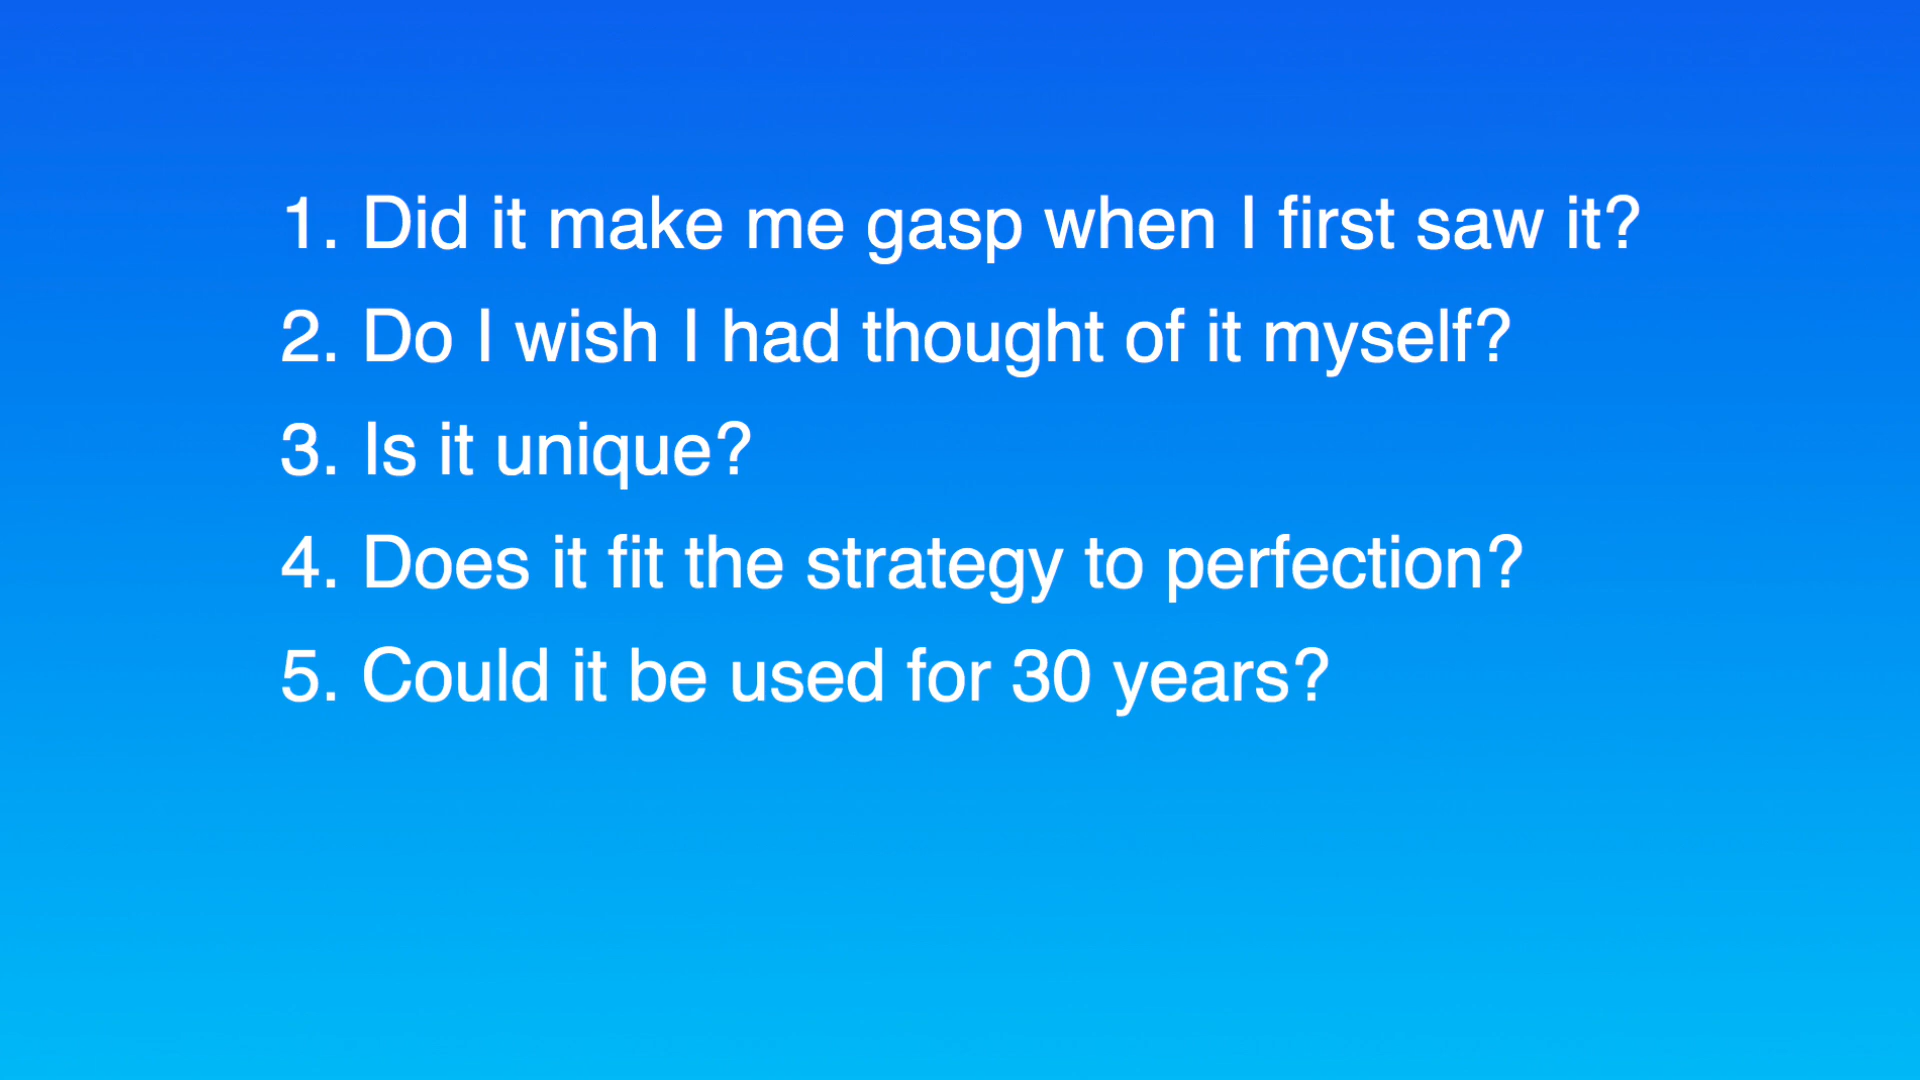 1. Did it make me gasp when I first saw it?
2. Do I wish I had thought of it myself?
3. Is it unique?
4. Does it fit the strategy to perfection?
5. Could it be used for 30 years?